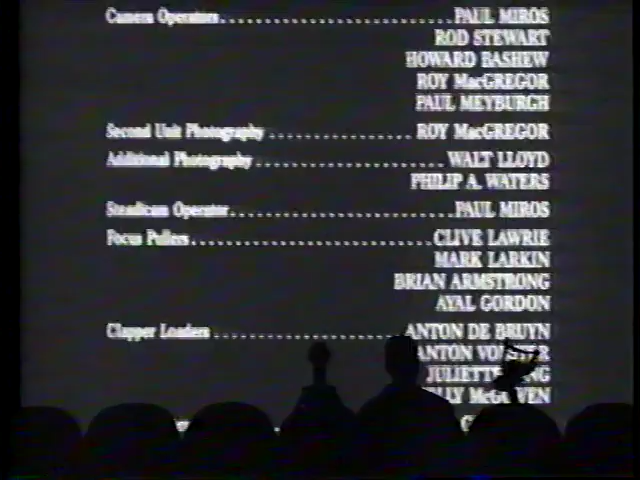 Camera Operators..............................PAUL MIROS
ROD STEWART
HOWARD BASHEW
ROY MacGREGOR
PAUL MEYBURGH
Second Unit Photography...................ROY MacGREGOR
Additional Photography.........................WALT LLOYD
PHILIP A. WATERS
Steadicam Operator.............................PAUL MIROS
Focus Pullers................................CLIVE LAWRIE
MARK LARKIN
BRIAN ARMSTRONG
AYAL GORDON
Clapper Loaders.........................ANTON DE BRUYN
ANTON